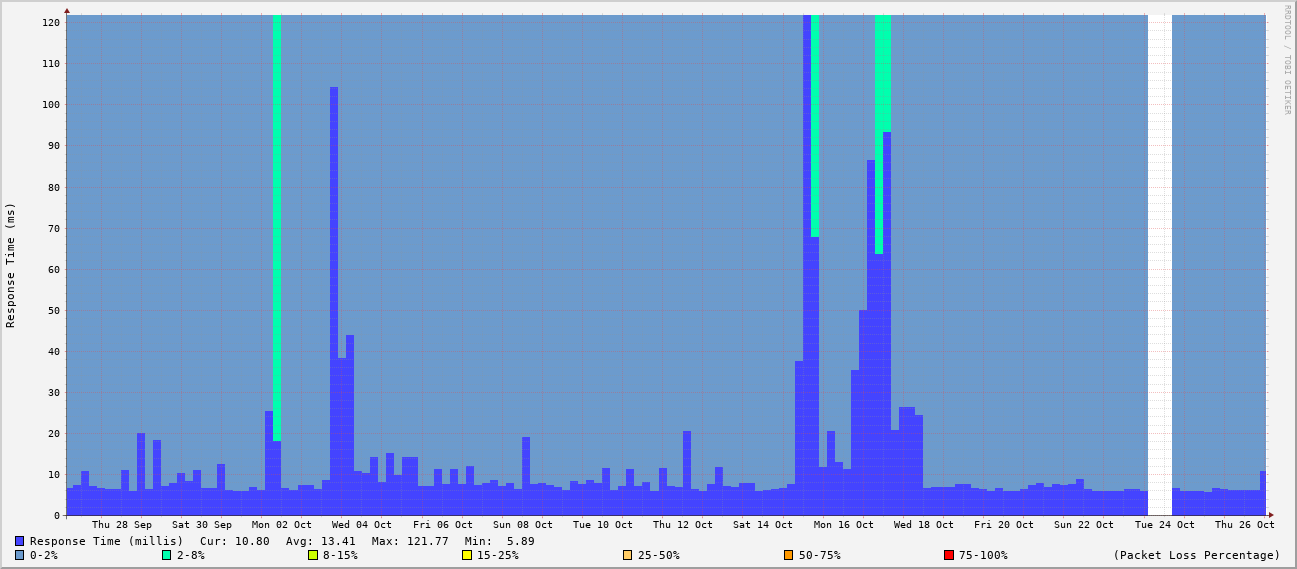 RRDTOOL / TOBI OETIKER
Response Time (ms)
120
110
100
90
80
70
60
50
40
30
20
10
0
Thu 28 Sep Sat 30 Sep Mon 02 Oct Wed 04 Oct Fri 06 Oct Sun 08 Oct Tue 10 Oct Thu 12 Oct Sat 14 Oct Mon 16 Oct Wed 18 Oct Fri 20 Oct Sun 22 Oct Tue 24 Oct Thu 26 Oct
Response Time (millis) Cur: 10.80 Avg: 13.41 Max: 121.77 Min: 5.89
0-2% 2-8% 8-15% 15-25% 25-50% 50-75% 75-100% (Packet Loss Percentage)